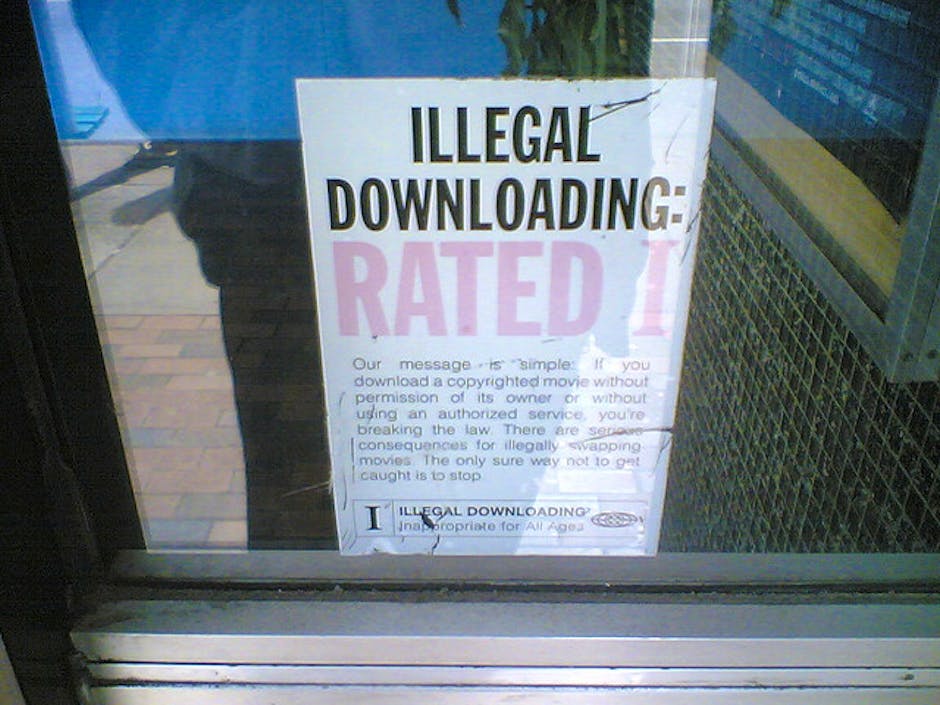 ILLEGAL
DOWNLOADING:
RATED I
Our message is simple: If you
download a copyrighted movie without
permission of its owner or without
using an authorized service, you're
breaking the law. There are serious
consequences for illegally swapping
movies. The only sure way not to get
caught is to stop
I ILLEGAL DOWNLOADING
Inappropriate for All Ages